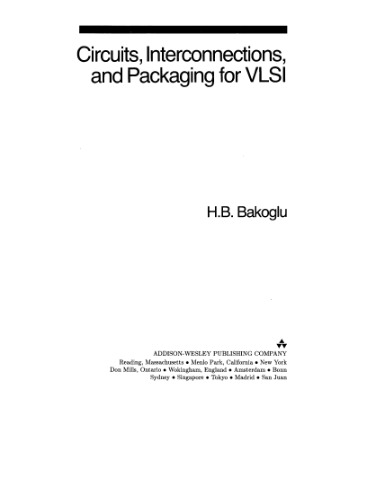 Circuits, Interconnections,
and Packaging for VLSI
H.B. Bakoglu
ADDISON-WESLEY PUBLISHING COMPANY
Reading, Massachusetts • Menlo Park, California • New York
Don Mills, Ontario • Wokingham, England • Amsterdam • Bonn
Sydney • Singapore • Tokyo • Madrid • San Juan